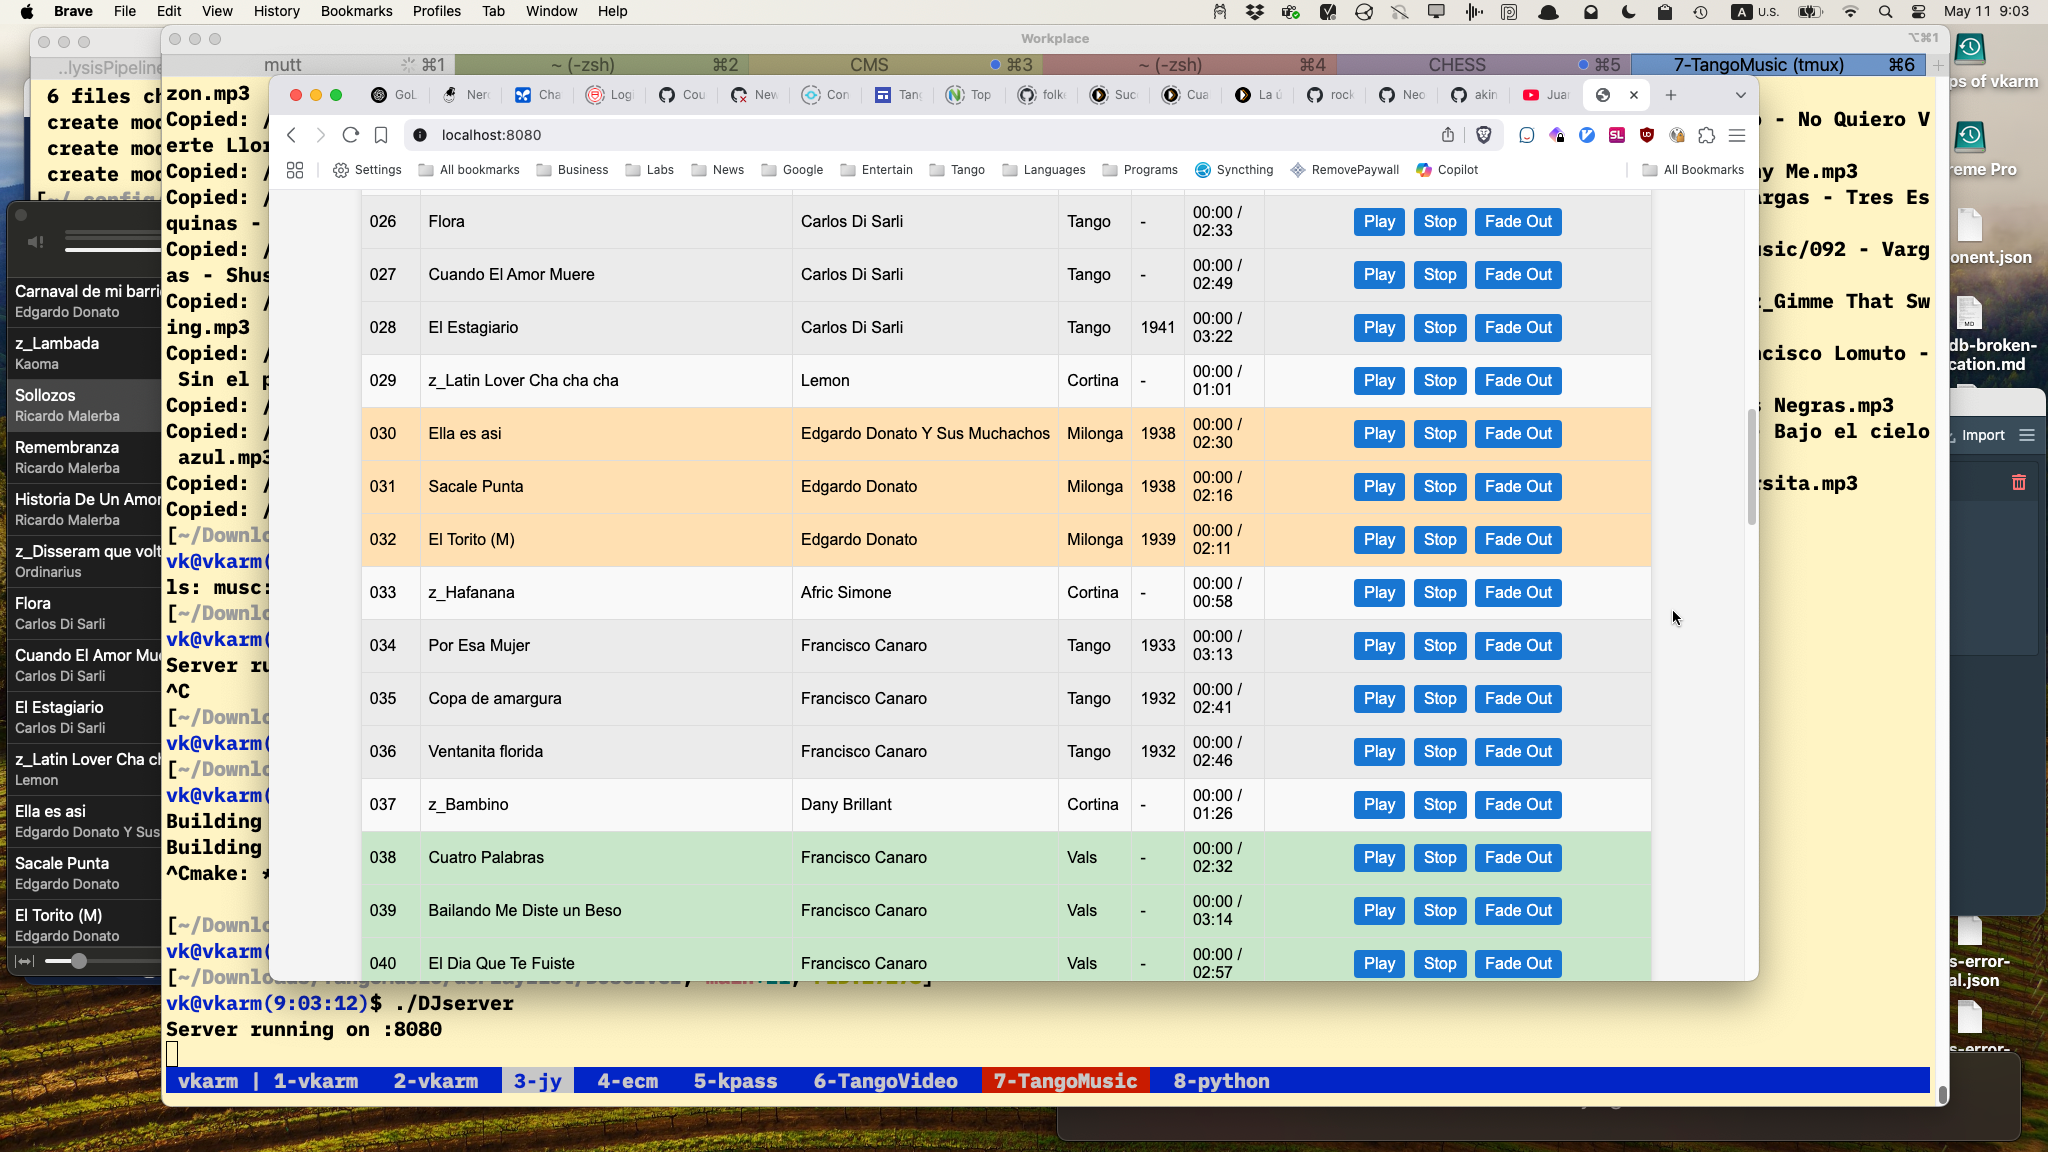 Brave File Edit View History Bookmarks Profiles Tab Window Help
A U.S.
May 11 9:03
Workplace
⌥⌘1
..lysisPipeline
mutt ⌘1
~ (-zsh) ⌘2
CMS ⌘3
~ (-zsh) ⌘4
CHESS ⌘5
7-TangoMusic (tmux) ⌘6
GoL
Ner
Cha
Logi
Cou
Nev
Con
Tan
Top
folk
Suc
Cua
La ú
rock
Neo
akin
Juar
localhost:8080
Settings
All bookmarks
Business
Labs
News
Google
Entertain
Tango
Languages
Programs
Syncthing
RemovePaywall
Copilot
All Bookmarks
026 Flora Carlos Di Sarli Tango - 00:00 / 02:33 Play Stop Fade Out
027 Cuando El Amor Muere Carlos Di Sarli Tango - 00:00 / 02:49 Play Stop Fade Out
028 El Estagiario Carlos Di Sarli Tango 1941 00:00 / 03:22 Play Stop Fade Out
029 z_Latin Lover Cha cha cha Lemon Cortina - 00:00 / 01:01 Play Stop Fade Out
030 Ella es asi Edgardo Donato Y Sus Muchachos Milonga 1938 00:00 / 02:30 Play Stop Fade Out
031 Sacale Punta Edgardo Donato Milonga 1938 00:00 / 02:16 Play Stop Fade Out
032 El Torito (M) Edgardo Donato Milonga 1939 00:00 / 02:11 Play Stop Fade Out
033 z_Hafanana Afric Simone Cortina - 00:00 / 00:58 Play Stop Fade Out
034 Por Esa Mujer Francisco Canaro Tango 1933 00:00 / 03:13 Play Stop Fade Out
035 Copa de amargura Francisco Canaro Tango 1932 00:00 / 02:41 Play Stop Fade Out
036 Ventanita florida Francisco Canaro Tango 1932 00:00 / 02:46 Play Stop Fade Out
037 z_Bambino Dany Brillant Cortina - 00:00 / 01:26 Play Stop Fade Out
038 Cuatro Palabras Francisco Canaro Vals - 00:00 / 02:32 Play Stop Fade Out
039 Bailando Me Diste un Beso Francisco Canaro Vals - 00:00 / 03:14 Play Stop Fade Out
040 El Dia Que Te Fuiste Francisco Canaro Vals - 00:00 / 02:57 Play Stop Fade Out
6 files ch
create mod
create mod
create mod
Carnaval de mi barri
Edgardo Donato
z_Lambada
Kaoma
Sollozos
Ricardo Malerba
Remembranza
Ricardo Malerba
Historia De Un Amor
Ricardo Malerba
z_Disseram que volt
Ordinarius
Flora
Carlos Di Sarli
Cuando El Amor Mue
Carlos Di Sarli
El Estagiario
Carlos Di Sarli
z_Latin Lover Cha ch
Lemon
Ella es asi
Edgardo Donato Y Sus
Sacale Punta
Edgardo Donato
El Torito (M)
Edgardo Donato
zon.mp3
Copied: /
- No Quiero V
erte Llor
Copied: /
y Me.mp3
Copied: /
rgas - Tres Es
quinas -
Copied: /
usic/092 - Varg
as - Shus
Copied: /
z_Gimme That Sw
ing.mp3
Copied: /
ncisco Lomuto -
Sin el p
Copied: /
s Negras.mp3
Copied: /
Bajo el cielo
azul.mp3
Copied: /
rsita.mp3
Copied: /
[~/Downlo
vk@vkarm(
ls: musc:
[~/Downlo
vk@vkarm(
Server ru
^C
[~/Downlo
vk@vkarm(
[~/Downlo
vk@vkarm(
Building
Building
^Cmake: *
[~/Downlo
vk@vkarm(
vk@vkarm(9:03:12)$ ./DJserver
Server running on :8080
vkarm | 1-vkarm 2-vkarm 3-jy 4-ecm 5-kpass 6-TangoVideo 7-TangoMusic 8-python
ps of vkarm
reme Pro
onent.json
MD
db-broken-
cation.md
Import
s-error-
al.json
s-error-